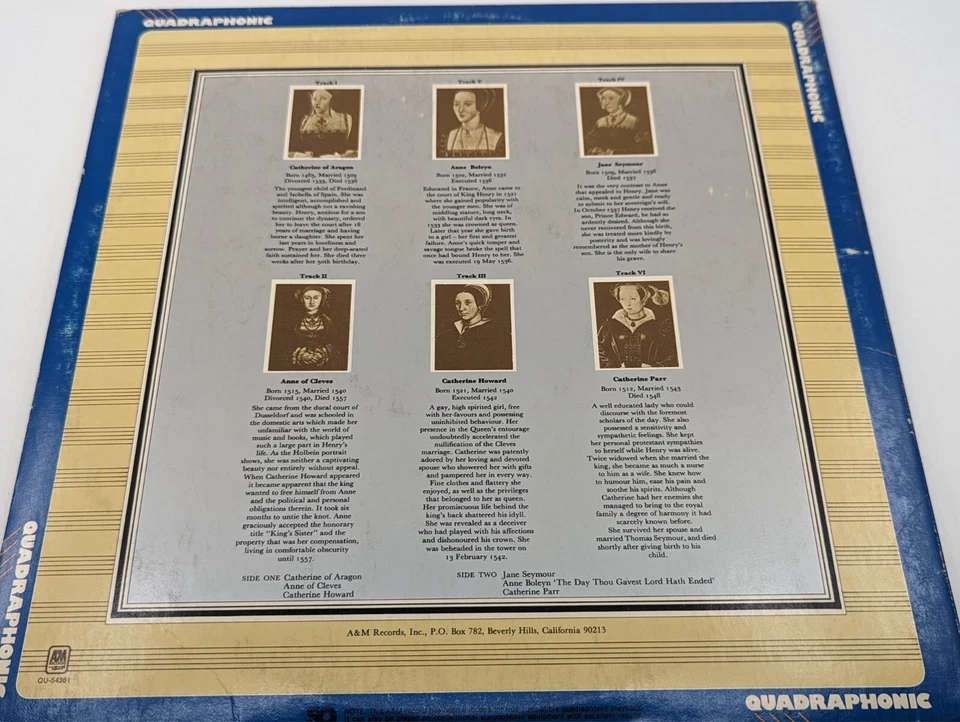 QUADRAPHONIC
QUADRAPHONIC
Track I
Catherine of Aragon
Born 1485, Married 1509
Divorced 1533, Died 1536
The youngest child of Ferdinand
and Isabella of Spain. She was
intelligent, accomplished and
spirited although not a ravishing
beauty. Henry, anxious for a son
to continue the dynasty, ordered
her to leave the court after 18
years of marriage and having
borne a daughter. She spent her
last years in loneliness and
sorrow. Prayer and her deep-seated
faith sustained her. She died three
weeks after her 50th birthday.
Track V
Anne Boleyn
Executed 1536
Educated in France, Anne came to
the court of King Henry in 1521
where she gained popularity with
the younger men. She was of
middling stature, long neck,
with beautiful dark eyes. In
1533 she was crowned as queen.
Later that year she gave birth
to a girl – her first and greatest
failure. Anne's quick temper and
savage tongue broke the spell that
once had bound Henry to her. She
was executed 19 May 1536.
Track IV
Jane Seymour
Born 1509, Married 1536
Died 1537
It was the very contrast to Anne
that appealed to Henry. Jane was
calm, meek and gentle and ready
to submit to her sovereign's will.
In October 1537 Henry received the
son, Prince Edward, he had so
ardently desired. Although she
never recovered from this birth,
she was treated more kindly by
posterity and was lovingly
remembered as the mother of Henry's
son. She is the only wife to share
his grave.
Track II
Anne of Cleves
Born 1515, Married 1540
Divorced 1540, Died 1557
She came from the ducal court of
Dusseldorf and was schooled in
the domestic arts which made her
unfamiliar with the world of
music and books, which played
such a large part in Henry's
life. As the Holbein portrait
shows, she was neither a captivating
beauty nor entirely without appeal.
When Catherine Howard appeared
it became apparent that the king
wanted to free himself from Anne
and the political and personal
obligations therein. It took six
months to untie the knot. Anne
graciously accepted the honorary
title "King's Sister" and the
property that was her compensation,
living in comfortable obscurity
until 1557.
Track III
Catherine Howard
Born 1521, Married 1540
Executed 1542
A gay, high spirited girl, free
with her favours and possessing
uninhibited behaviour. Her
presence in the Queen's entourage
undoubtedly accelerated the
nullification of the Cleves
marriage. Catherine was patently
adored by her loving and devoted
spouse who showered her with gifts
and pampered her in every way.
Fine clothes and flattery she
enjoyed, as well as the privileges
that belonged to her as queen.
Her promiscuous life behind the
king's back shattered his idyll.
She was revealed as a deceiver
who had played with his affections
and dishonoured his crown. She
was beheaded in the tower on
13 February 1542.
Track VI
Catherine Parr
Born 1512, Married 1543
Died 1548
A well educated lady who could
discourse with the foremost
scholars of the day. She also
possessed a sensitivity and
sympathetic feelings. She kept
her personal protestant sympathies
to herself while Henry was alive.
Twice widowed when she married the
king, she became as much a nurse
to him as a wife. She knew how
to humour him, ease his pain and
soothe his spirits. Although
Catherine had her enemies she
managed to bring to the royal
family a degree of harmony it had
scarcely known before.
She survived her spouse and
married Thomas Seymour, and died
shortly after giving birth to his
child.
SIDE ONE Catherine of Aragon
Anne of Cleves
Catherine Howard
SIDE TWO Jane Seymour
Anne Boleyn 'The Day Thou Gavest Lord Hath Ended'
Catherine Parr
A&M Records, Inc., P.O. Box 782, Beverly Hills, California 90213
A&M
QU-54361
QUADRAPHONIC
QUADRAPHONIC
SQ NOTE: